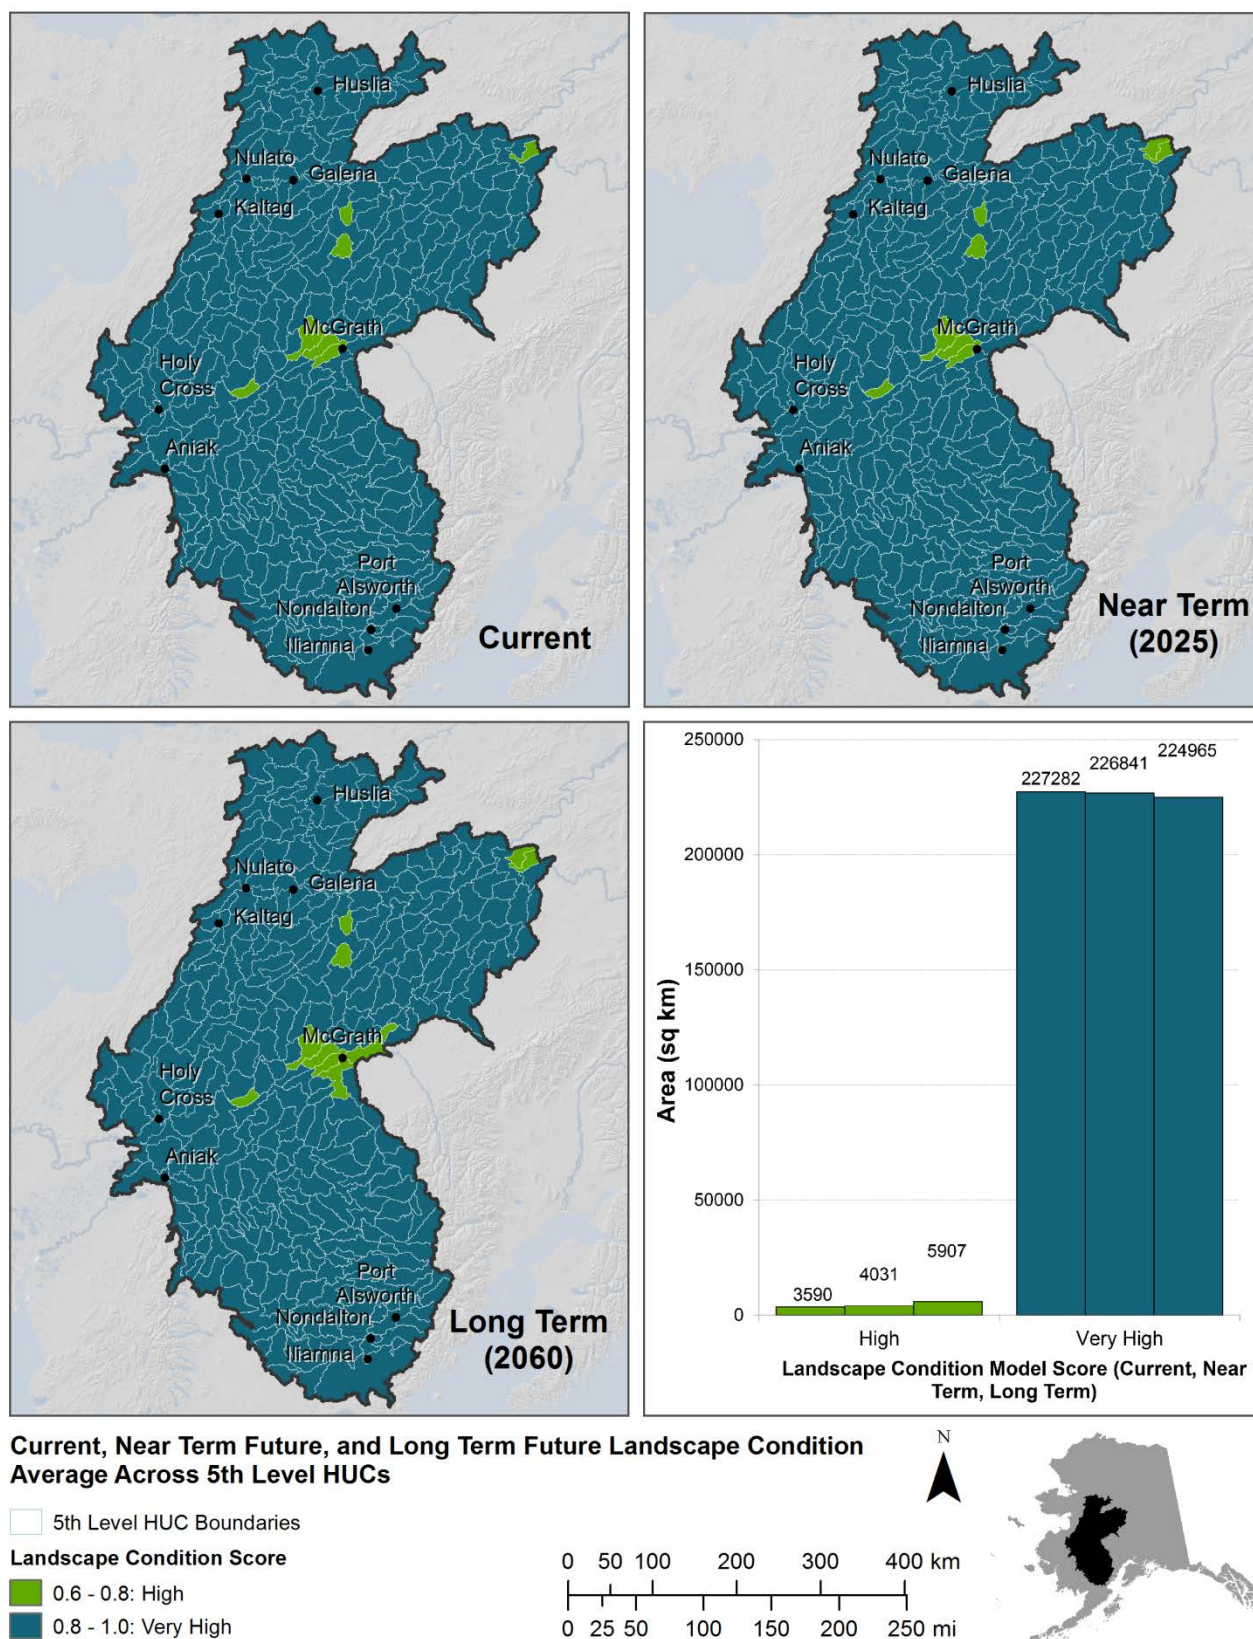 Huslia
Nulato
Galena
Kaltag
McGrath
Holy
Cross
Aniak
Port
Alsworth
Nondalton
Iliamna
Current
Huslia
Nulato
Galena
Kaltag
McGrath
Holy
Cross
Aniak
Port
Alsworth
Nondalton
Iliamna
Near Term
(2025)
Huslia
Nulato
Galena
Kaltag
McGrath
Holy
Cross
Aniak
Port
Alsworth
Nondalton
Iliamna
Long Term
(2060)
250000
200000
150000
100000
50000
0
Area (sq km)
3590
4031
5907
227282
226841
224965
High
Very High
Landscape Condition Model Score (Current, Near
Term, Long Term)
Current, Near Term Future, and Long Term Future Landscape Condition
Average Across 5th Level HUCs
5th Level HUC Boundaries
Landscape Condition Score
0.6 - 0.8: High
0.8 - 1.0: Very High
0 50 100 200 300 400 km
0 25 50 100 150 200 250 mi
N